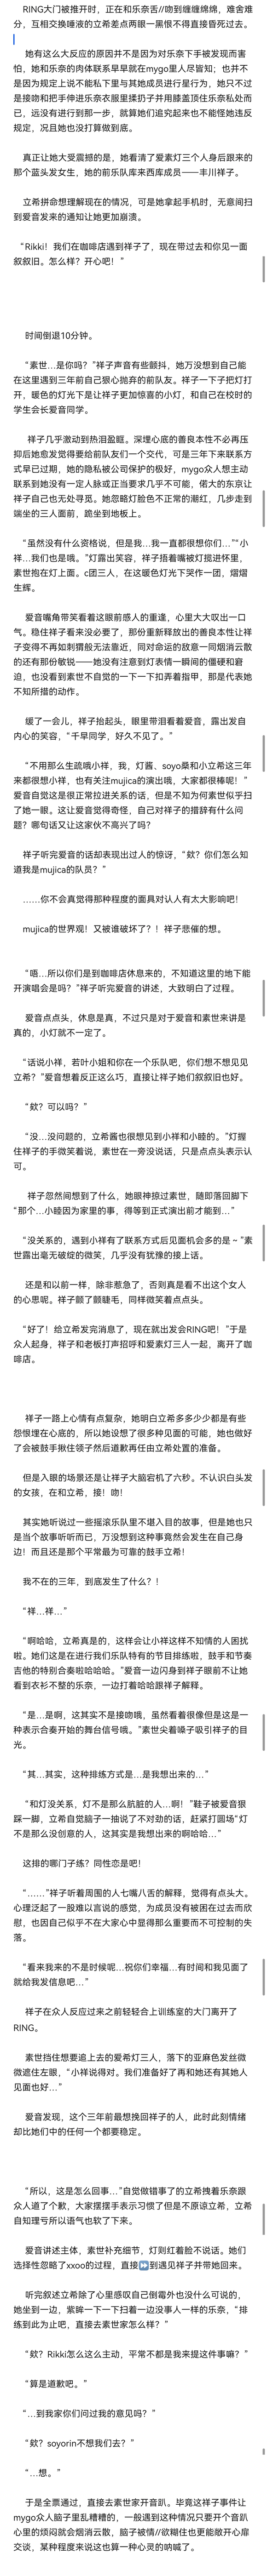 RING大门被推开时，正在和乐奈舌//吻到缠缠绵绵，难舍难
分，互相交换唾液的立希差点两眼一黑恨不得直接昏死过去。
她有这么大反应的原因并不是因为对乐奈下手被发现而害
怕，她和乐奈的肉体联系早早就在mygo里人尽皆知；也并不
是因为规定上说不能私下里与其她成员进行星行为，她只不过
是接吻和把手伸进乐奈衣服里揉扔子并用膝盖顶住乐奈私处而
已，远没有进行到那一步，就算她们追究起来也不能怪她违反
规定，况且她也没打算做到底。
真正让她大受震撼的是，她看清了爱素灯三个人身后跟来的
那个蓝头发女生，她的前乐队库来西库成员——丰川祥子。
立希拼命想理解现在的情况，可是她拿起手机时，无意间扫
到爱音发来的通知让她更加崩溃。
“Rikki！我们在咖啡店遇到祥子了，现在带过去和你见一面
叙叙旧。怎么样？开心吧！”
时间倒退10分钟。
“素世…是你吗？”祥子声音有些颤抖，她万没想到自己能
在这里遇到三年前自己狠心抛弃的前队友。祥子一下子把灯打
开，暖色的灯光下是让祥子更加惊喜的小灯，和自己在校时的
学生会长爱音同学。
祥子几乎激动到热泪盈眶。深埋心底的善良本性不必再压
抑后她愈发觉得要给前队友们一个交代，可是三年下来联系方
式早已过期，她的隐私被公司保护的极好，mygo众人想主动
联系到她没有一定人脉或正当要求几乎不可能，偌大的东京让
祥子自己也无处寻觅。她忽略灯脸色不正常的潮红，几步走到
端坐的三人面前，跪坐到地板上。
“虽然没有什么资格说，但是我…我一直都很想你们…”“小
祥…我们也是哦。”灯露出笑容，祥子捂着嘴被灯揽进怀里，
素世抱在灯上面。c团三人，在这暖色灯光下哭作一团，熠熠
生辉。
爱音嘴角带笑看着这眼前感人的重逢，心里大大叹出一口
气。稳住祥子看来没必要了，那份重新释放出的善良本性让祥
子变得不再如刺猬般无法靠近，同对命运的敌意一同烟消云散
的还有那份敏锐——她没有注意到灯表情一瞬间的僵硬和窘
迫，也没看到素世不自觉的一下一下扣弄着指甲，那是代表她
不知所措的动作。
缓了一会儿，祥子抬起头，眼里带泪看着爱音，露出发自
内心的笑容，“千早同学，好久不见了。”
“不用那么生疏哦小祥，我，灯酱、soyo桑和小立希这三年
来都很想小祥，也有关注mujica的演出哦，大家都很棒呢！”
爱音自觉这是很正常拉进关系的话，但是不知为何素世似乎扫
了她一眼。这让爱音觉得奇怪，自己对祥子的措辞有什么问
题？哪句话又让这家伙不高兴了吗？
祥子听完爱音的话却表现出过人的惊讶，“欸？你们怎么知
道我是mujica的队员？”
……你不会真觉得那种程度的面具对认人有太大影响吧！
mujica的世界观！又被谁破坏了？！祥子悲催的想。
“唔…所以你们是到咖啡店休息来的，不知道这里的地下能
开演唱会是吗？”祥子听完爱音的讲述，大致明白了过程。
爱音点点头，休息是真，不过只是对于爱音和素世来讲是
真的，小灯就不一定了。
“话说小祥，若叶小姐和你在一个乐队吧，你们想不想见见
立希？”爱音想着反正这么巧，直接让祥子她们叙叙旧也好。
“欸？可以吗？”
“没…没问题的，立希酱也很想见到小祥和小睦的。”灯握
住祥子的手微笑着说，素世在一旁没说话，只是点点头表示认
可。
祥子忽然间想到了什么，她眼神掠过素世，随即落回脚下
“那个…小睦因为家里的事，得等到正式演出前才能到…”
“没关系的，遇到小祥有了联系方式后见面机会多的是～”素
世露出毫无破绽的微笑，几乎没有犹豫的接上话。
还是和以前一样，除非惹急了，否则真是看不出这个女人
的心思呢。祥子颤了颤睫毛，同样微笑着点点头。
“好了！给立希发完消息了，现在就出发会RING吧！”于是
众人起身，祥子和老板打声招呼和爱素灯三人一起，离开了咖
啡店。
祥子一路上心情有点复杂，她明白立希多多少少都是有些
怨恨埋在心底的，所以她设想了很多种见面的可能，她也做好
了会被鼓手揪住领子然后道歉再任由立希处置的准备。
但是入眼的场景还是让祥子大脑宕机了六秒。不认识白头发
的女孩，在和立希，接！吻！
其实她听说过一些摇滚乐队里不堪入目的故事，但是她也只
是当个故事听听而已，万没想到这种事竟然会发生在自己身
边！而且还是那个平常最为可靠的鼓手立希！
我不在的三年，到底发生了什么？！
“祥…祥…”
“啊哈哈，立希真是的，这样会让小祥这样不知情的人困扰
啦。她们这是在进行我们乐队特有的节目排练啦，鼓手和节奏
吉他的特别合奏啦哈哈哈。”爱音一边闪身到祥子眼前不让她
看到衣衫不整的乐奈，一边打着哈哈跟祥子解释。
“是…是啊，这其实不是接吻哦，虽然看着很像但是这是一
种表示合奏开始的舞台信号哦。”素世尖着嗓子吸引祥子的目
光。
“其…其实，这种排练方式是…是我想出来的…”
“和灯没关系，灯不是那么肮脏的人…啊！”鞋子被爱音狠
踩一脚，立希自觉脑子一抽说了不对劲的话，赶紧打圆场“灯
不是那么没创意的人，这其实是我想出来的啊哈哈…”
这排的哪门子练？同性恋是吧！
“……”祥子听着周围的人七嘴八舌的解释，觉得有点头大。
心理泛起了一股难以言说的感觉，为成员没有被困在过去而欣
慰，也因自己似乎不在大家心中显得那么重要而不可控制的失
落。
“看来我来的不是时候呢…祝你们幸福…有时间和我见面了
就给我发信息吧…”
祥子在众人反应过来之前轻轻合上训练室的大门离开了
RING。
素世挡住想要追上去的爱希灯三人，落下的亚麻色发丝微
微遮住左眼，“小祥说得对。我们准备好了再和她还有其她人
见面也好…”
爱音发现，这个三年前最想挽回祥子的人，此时此刻情绪
却比她们中的任何一个都要稳定。
“所以，这是怎么回事…”自觉做错事了的立希拽着乐奈跟
众人道了个歉，大家摆摆手表示习惯了但是不原谅立希，立希
自知理亏所以语气也软了下来。
爱音讲述主体，素世补充细节，灯则红着脸不说话。她们
选择性忽略了xxoo的过程，直接⏩到遇见祥子并带她回来。
听完叙述立希除了心里感叹自己倒霉外也没什么可说的，
她坐到一边，紫眸一下一下扫着一边没事人一样的乐奈，“排
练到此为止吧，直接去素世家怎么样？”
“欸？Rikki怎么这么主动，平常不都是我来提这件事嘛？”
“算是道歉吧。”
“…到我家你们问过我的意见吗？”
“欸？soyorin不想我们去？”
“…想。”
于是全票通过，直接去素世家开音趴。毕竟这祥子事件让
mygo众人脑子里乱糟糟的，一般遇到这种情况只要开个音趴
心里的烦闷就会烟消云散，脑子被情//欲糊住也更能敞开心扉
交谈，某种程度来说这也算一种心灵的呐喊了。